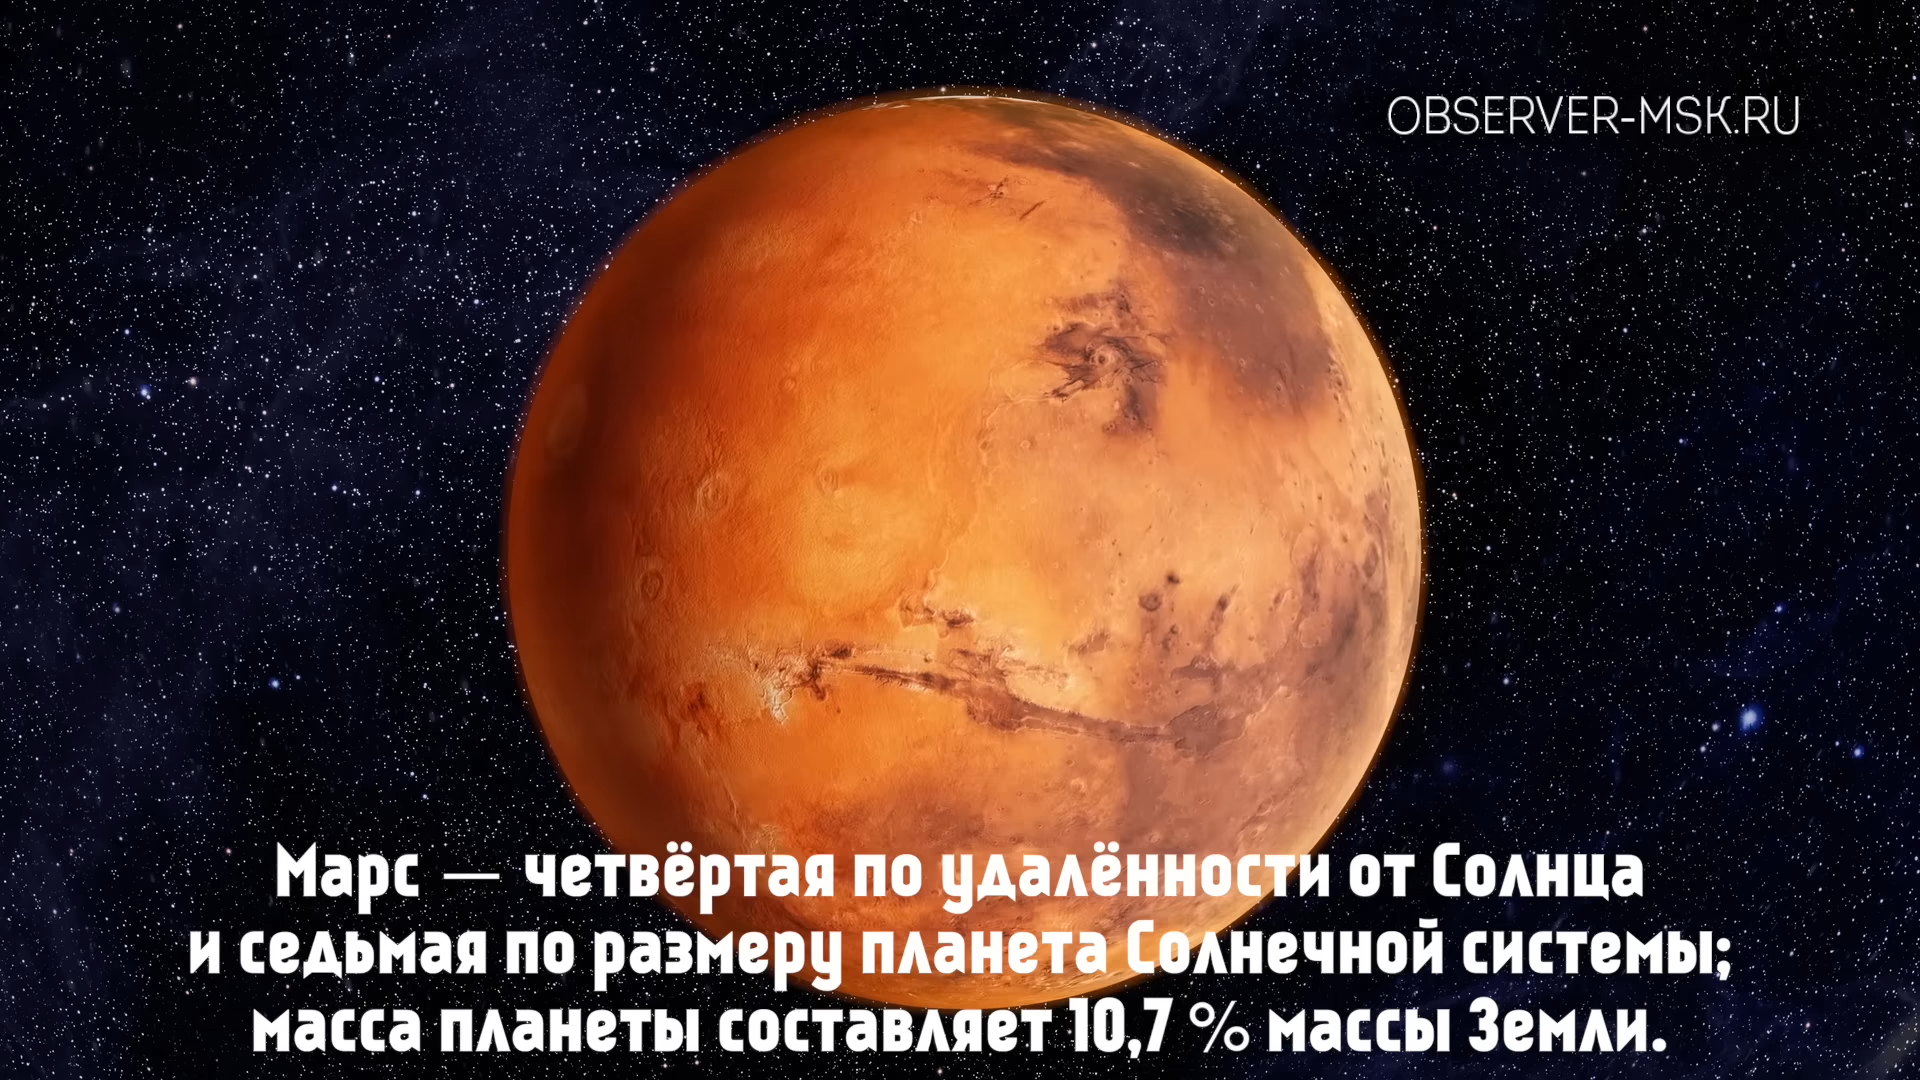 OBSERVER-MSK.RU
Марс — четвёртая по удалённости от Солнца
и седьмая по размеру планета Солнечной системы;
масса планеты составляет 10,7 % массы Земли.